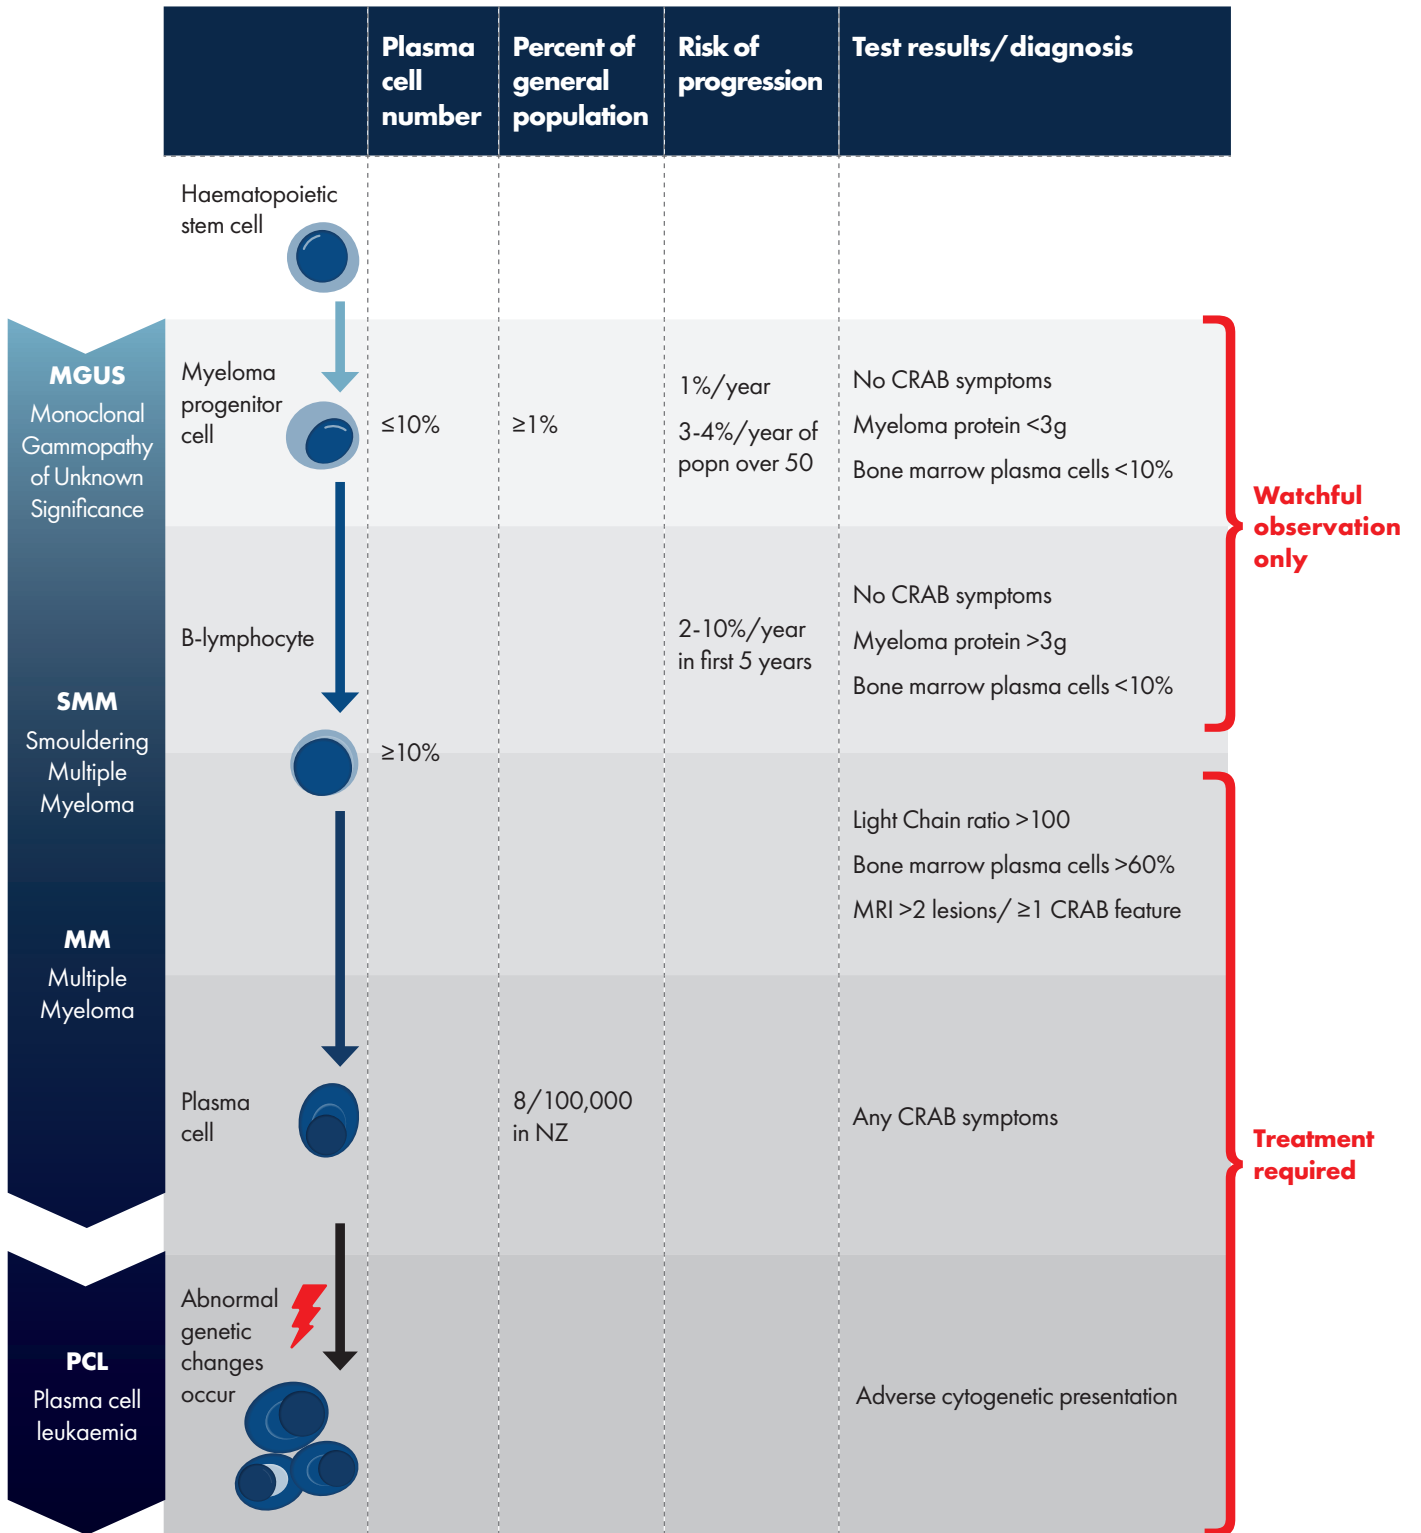 Plasma
cell
number
Percent of
general
population
Risk of
progression
Test results/diagnosis
Haematopoietic
stem cell
MGUS
Monoclonal
Gammopathy
of Unknown
Significance
Myeloma
progenitor
cell
≤10%
≥1%
1%/year
3-4%/year of
popn over 50
No CRAB symptoms
Myeloma protein <3g
Bone marrow plasma cells <10%
Watchful
observation
only
B-lymphocyte
2-10%/year
in first 5 years
No CRAB symptoms
Myeloma protein >3g
Bone marrow plasma cells <10%
SMM
Smouldering
Multiple
Myeloma
≥10%
Light Chain ratio >100
Bone marrow plasma cells >60%
MRI >2 lesions/ ≥1 CRAB feature
MM
Multiple
Myeloma
Plasma
cell
8/100,000
in NZ
Any CRAB symptoms
Treatment
required
PCL
Plasma cell
leukaemia
Abnormal
genetic
changes
occur
Adverse cytogenetic presentation